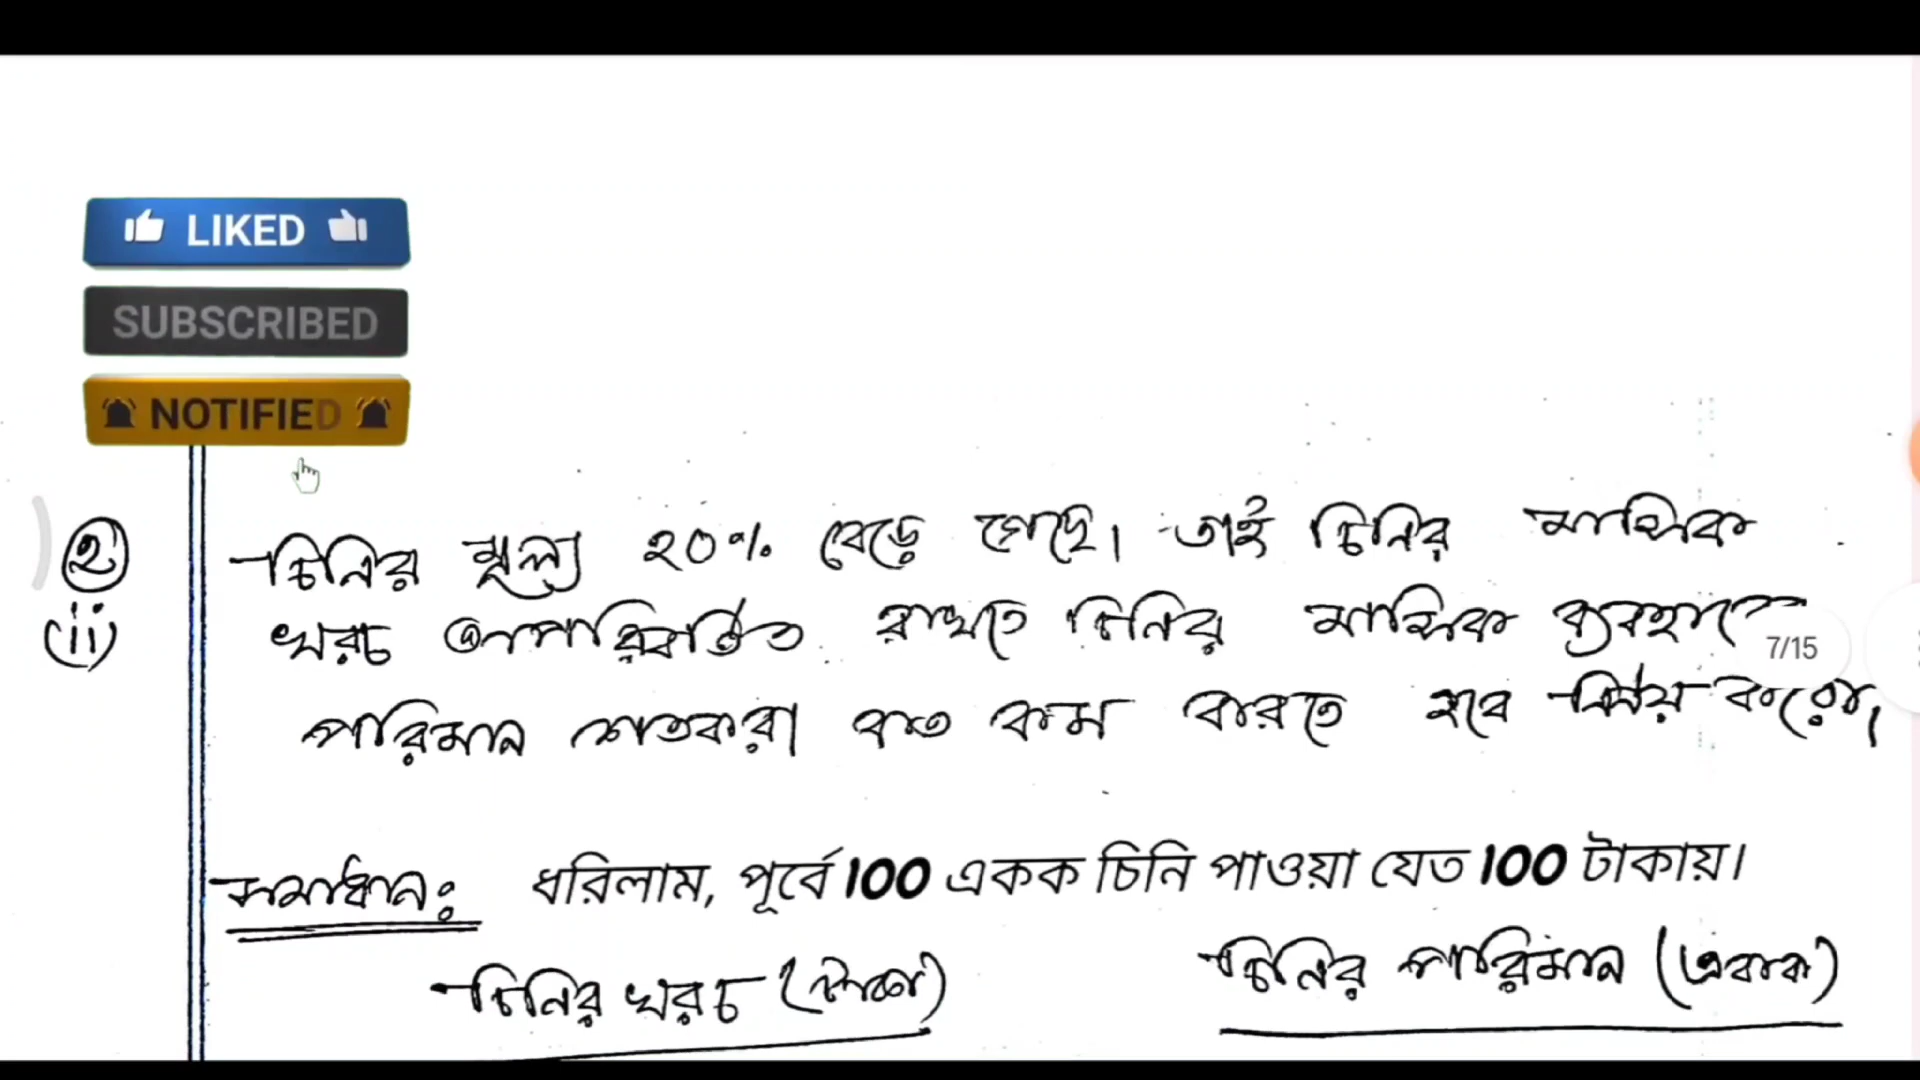 LIKED
SUBSCRIBED
NOTIFIED
২ চিনির মূল্য ২০% বেড়ে গেছে। তাই চিনির মাসিক
(ii) খরচ অপরিবর্তিত রাখতে চিনির মাসিক ব্যবহারের
7/15
পরিমান শতকরা কত কম করতে হবে নির্ণয় করো।
সমাধান: ধরিলাম, পূর্বে 100 একক চিনি পাওয়া যেত 100 টাকায়।
চিনির খরচ (টাকা) চিনির পরিমান (একক)